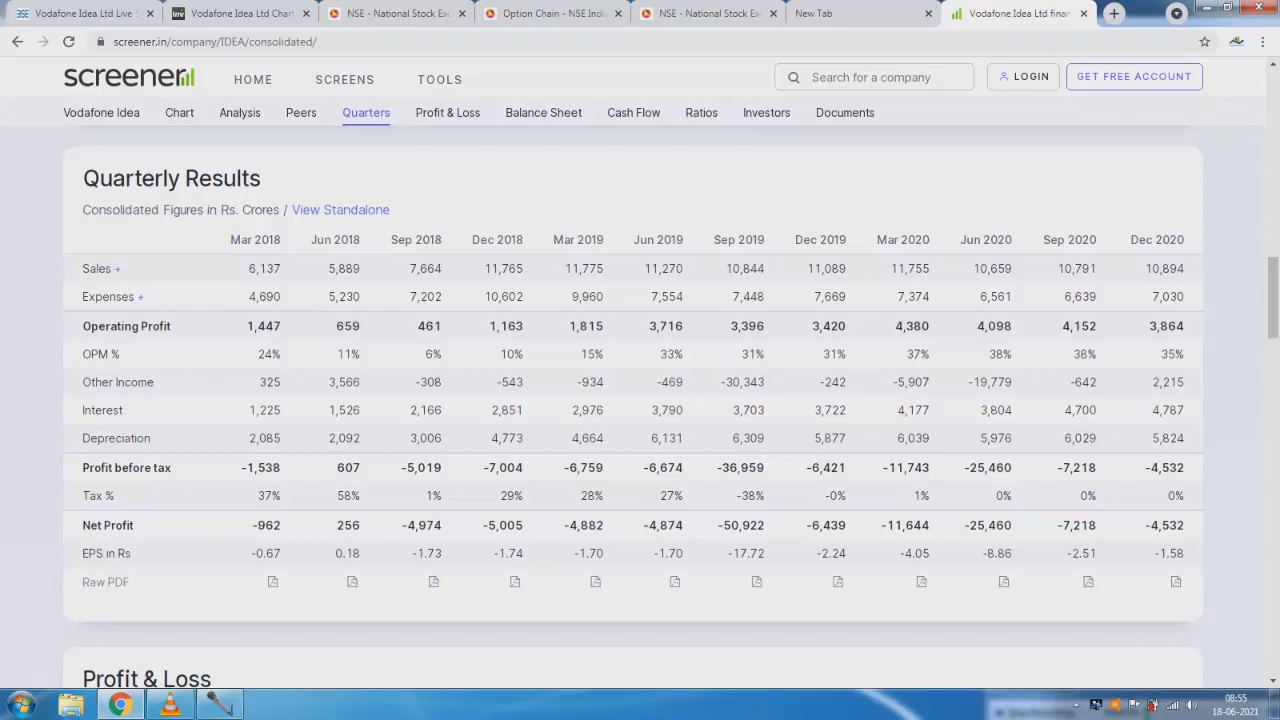 Vodafone Idea Ltd Live Vodafone Idea Ltd Chart NSE - National Stock Ex Option Chain - NSE Indi NSE - National Stock Ex New Tab Vodafone Idea Ltd finan
screener.in/company/IDEA/consolidated/
screener HOME SCREENS TOOLS Search for a company LOGIN GET FREE ACCOUNT
Vodafone Idea Chart Analysis Peers Quarters Profit & Loss Balance Sheet Cash Flow Ratios Investors Documents
Quarterly Results
Consolidated Figures in Rs. Crores / View Standalone
Mar 2018 Jun 2018 Sep 2018 Dec 2018 Mar 2019 Jun 2019 Sep 2019 Dec 2019 Mar 2020 Jun 2020 Sep 2020 Dec 2020
Sales + 6,137 5,889 7,664 11,765 11,775 11,270 10,844 11,089 11,755 10,659 10,791 10,894
Expenses + 4,690 5,230 7,202 10,602 9,960 7,554 7,448 7,669 7,374 6,561 6,639 7,030
Operating Profit 1,447 659 461 1,163 1,815 3,716 3,396 3,420 4,380 4,098 4,152 3,864
OPM % 24% 11% 6% 10% 15% 33% 31% 31% 37% 38% 38% 35%
Other Income 325 3,566 -308 -543 -934 -469 -30,343 -242 -5,907 -19,779 -642 2,215
Interest 1,225 1,526 2,166 2,851 2,976 3,790 3,703 3,722 4,177 3,804 4,700 4,787
Depreciation 2,085 2,092 3,006 4,773 4,664 6,131 6,309 5,877 6,039 5,976 6,029 5,824
Profit before tax -1,538 607 -5,019 -7,004 -6,759 -6,674 -36,959 -6,421 -11,743 -25,460 -7,218 -4,532
Tax % 37% 58% 1% 29% 28% 27% -38% -0% 1% 0% 0% 0%
Net Profit -962 256 -4,974 -5,005 -4,882 -4,874 -50,922 -6,439 -11,644 -25,460 -7,218 -4,532
EPS in Rs -0.67 0.18 -1.73 -1.74 -1.70 -1.70 -17.72 -2.24 -4.05 -8.86 -2.51 -1.58
Raw PDF
Profit & Loss
08:55
18-06-2021